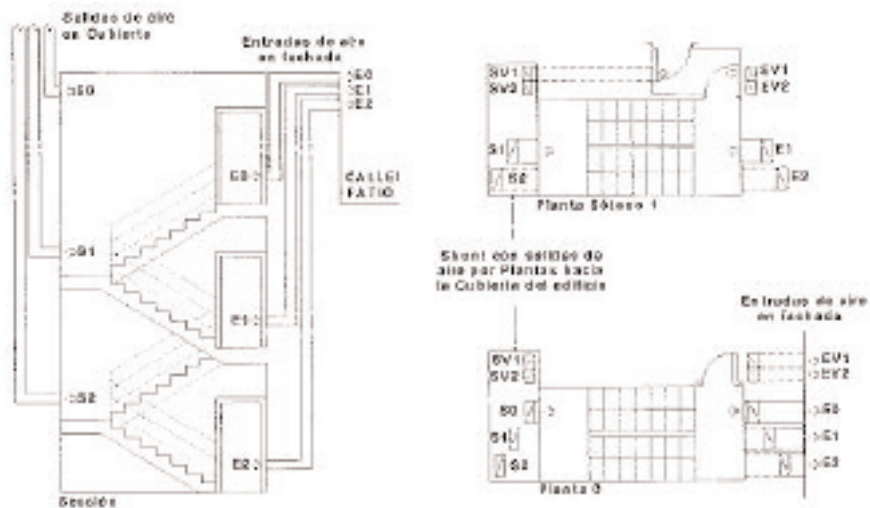 Salidas de aire
en Cubierta
Entradas de aire
en fachada
E0
E1
E2
S0
E0
CALLE/
PATIO
S1
E1
S2
E2
Sección
SV1
SV2
SV1
EV2
S1
E1
S2
E2
Planta Sótano 1
Shunt con salidas de
aire por Plantas hacia
la Cubierta del edificio
Entradas de aire
en fachada
SV1
SV2
EV1
EV2
S0
E0
S1
E1
S2
E2
Planta 0